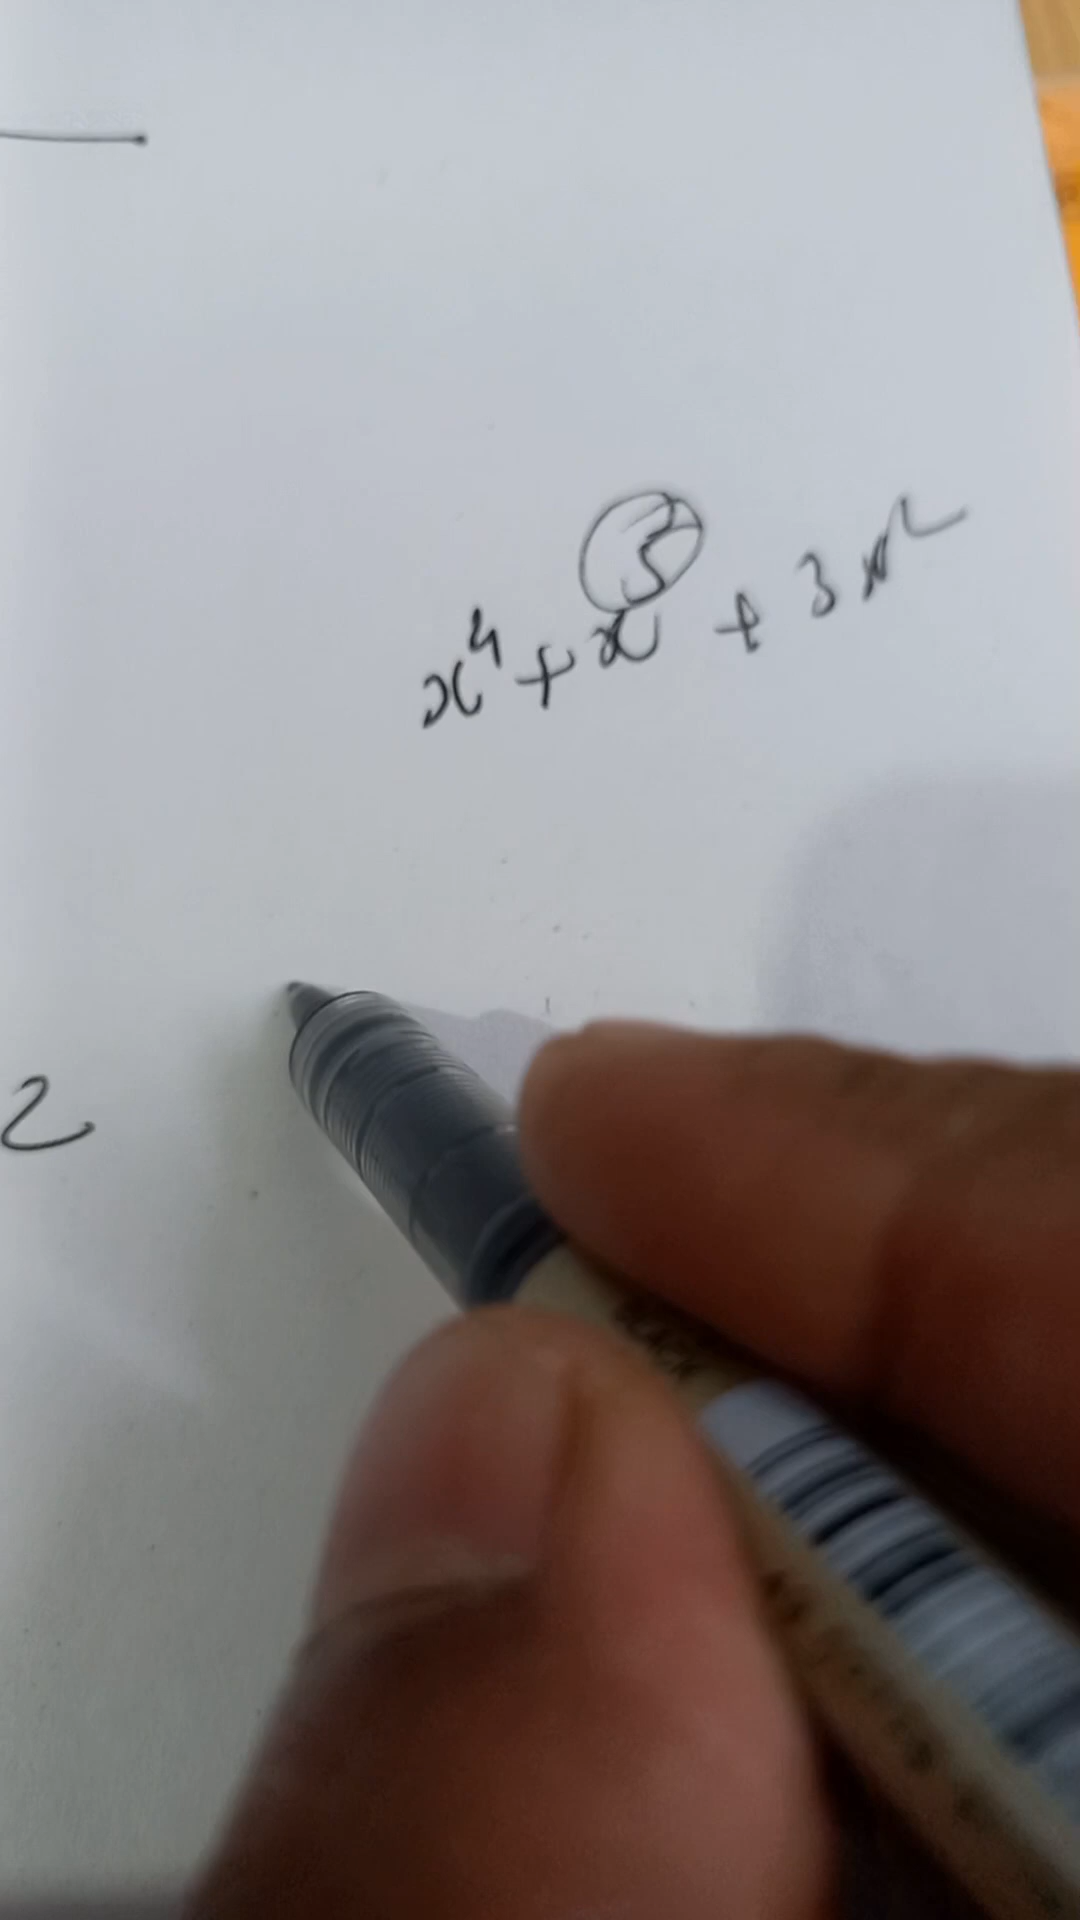 x⁴ + x⁵ + 3x²
2